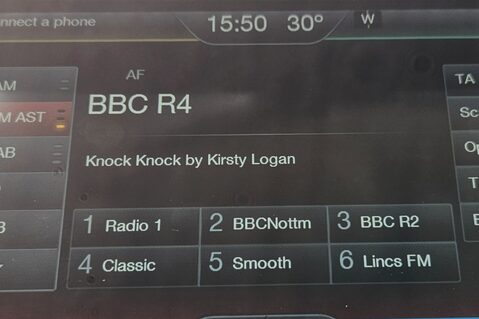 nnect a phone
15:50 30° W
AM
AF
TA
BBC R4
M AST
Sc
Op
AB
Knock Knock by Kirsty Logan
T
1 Radio 1 2 BBCNottm 3 BBC R2
B E
4 Classic 5 Smooth 6 Lincs FM